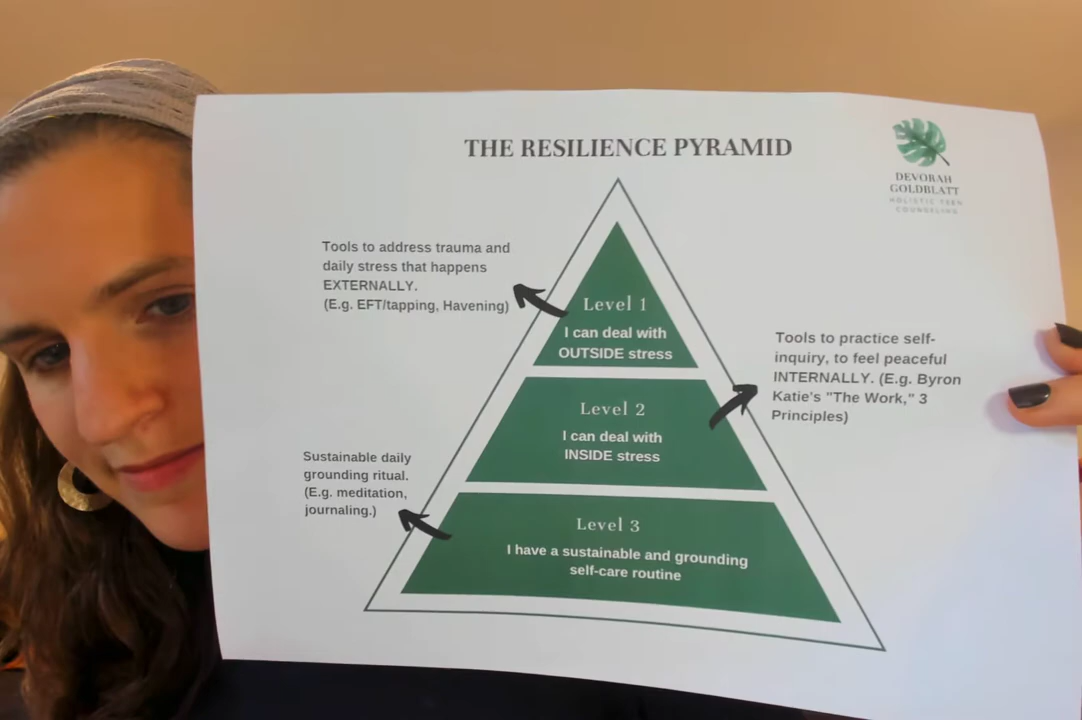 THE RESILIENCE PYRAMID
DEVORAH
GOLDBLATT
HOLISTIC TEEN
COUNSELING
Tools to address trauma and
daily stress that happens
EXTERNALLY.
(E.g. EFT/tapping, Havening)
Level 1
I can deal with
OUTSIDE stress
Tools to practice self-
inquiry, to feel peaceful
INTERNALLY. (E.g. Byron
Katie's "The Work," 3
Principles)
Level 2
I can deal with
INSIDE stress
Sustainable daily
grounding ritual.
(E.g. meditation,
journaling.)
Level 3
I have a sustainable and grounding
self-care routine